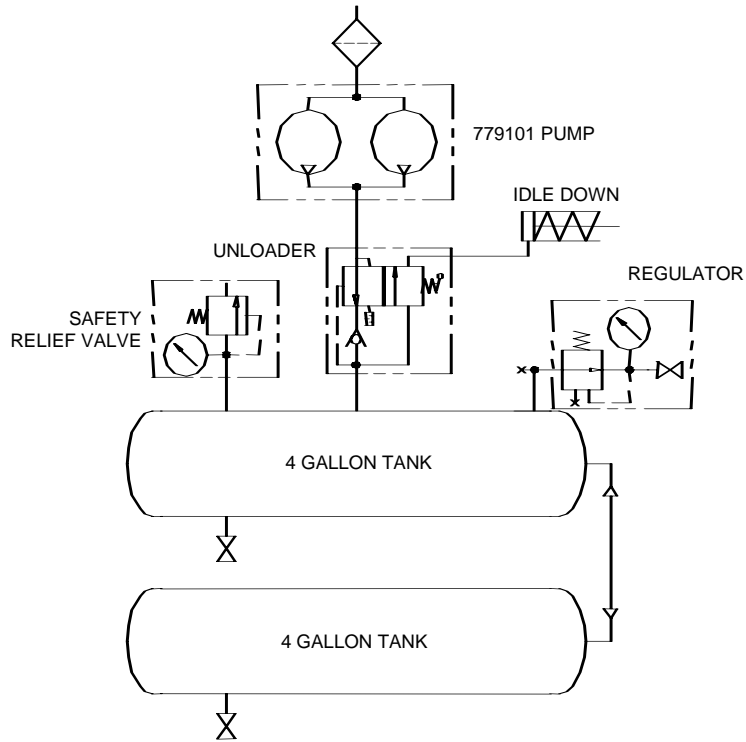 779101 PUMP
IDLE DOWN
UNLOADER
REGULATOR
SAFETY
RELIEF VALVE
4 GALLON TANK
4 GALLON TANK